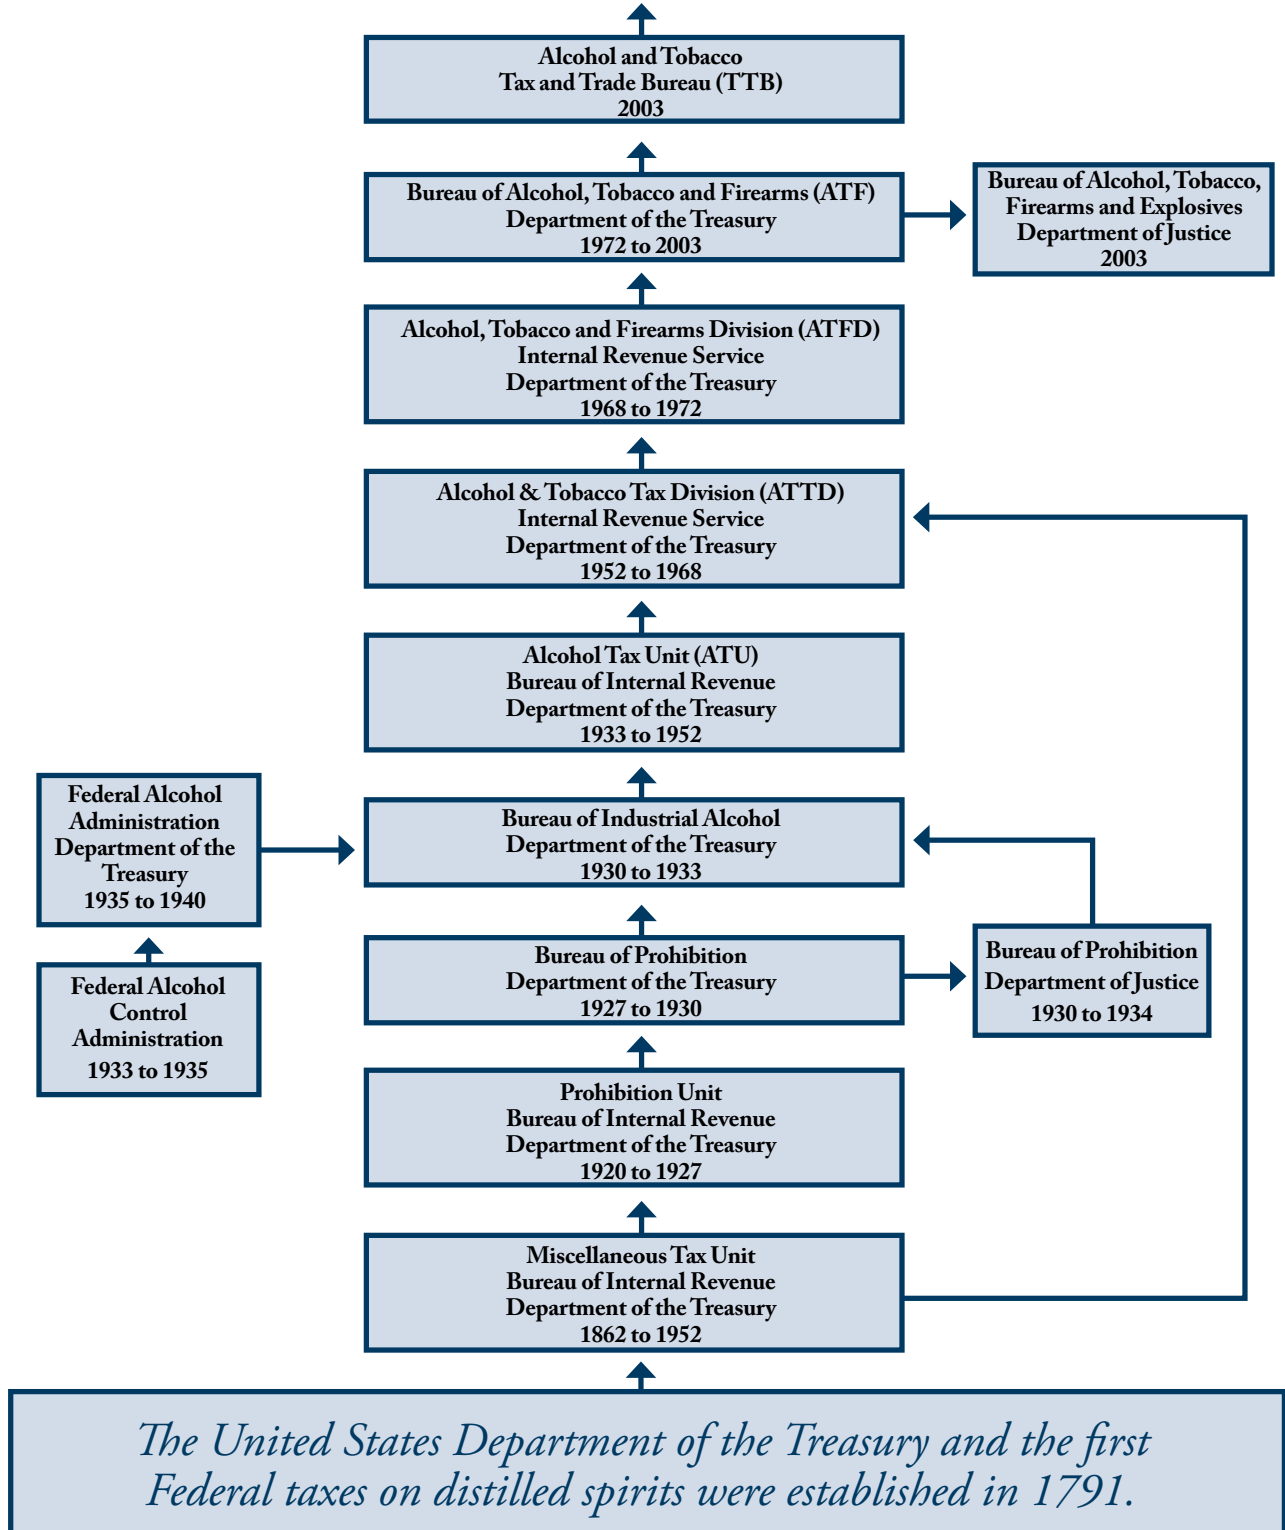 Alcohol and Tobacco
Tax and Trade Bureau (TTB)
2003
Bureau of Alcohol, Tobacco and Firearms (ATF)
Department of the Treasury
1972 to 2003
Bureau of Alcohol, Tobacco,
Firearms and Explosives
Department of Justice
2003
Alcohol, Tobacco and Firearms Division (ATFD)
Internal Revenue Service
Department of the Treasury
1968 to 1972
Alcohol & Tobacco Tax Division (ATTD)
Internal Revenue Service
Department of the Treasury
1952 to 1968
Alcohol Tax Unit (ATU)
Bureau of Internal Revenue
Department of the Treasury
1933 to 1952
Federal Alcohol
Administration
Department of the
Treasury
1935 to 1940
Bureau of Industrial Alcohol
Department of the Treasury
1930 to 1933
Federal Alcohol
Control
Administration
1933 to 1935
Bureau of Prohibition
Department of the Treasury
1927 to 1930
Bureau of Prohibition
Department of Justice
1930 to 1934
Prohibition Unit
Bureau of Internal Revenue
Department of the Treasury
1920 to 1927
Miscellaneous Tax Unit
Bureau of Internal Revenue
Department of the Treasury
1862 to 1952
The United States Department of the Treasury and the first
Federal taxes on distilled spirits were established in 1791.